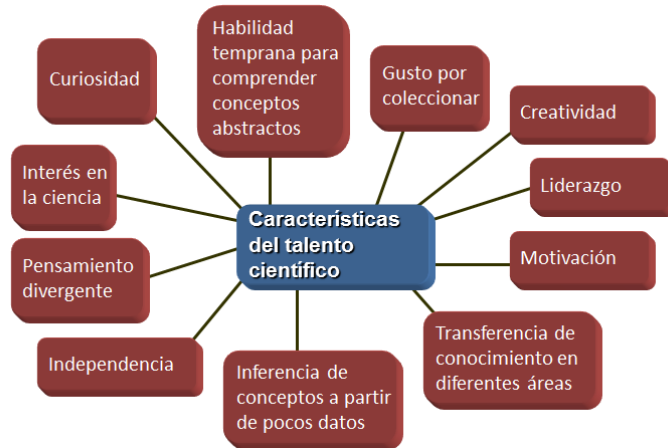 Habilidad
temprana para
comprender
conceptos
abstractos
Curiosidad
Gusto por
coleccionar
Creatividad
Interés en
la ciencia
Liderazgo
Características
del talento
científico
Pensamiento
divergente
Motivación
Independencia
Inferencia de
conceptos a partir
de pocos datos
Transferencia de
conocimiento en
diferentes áreas